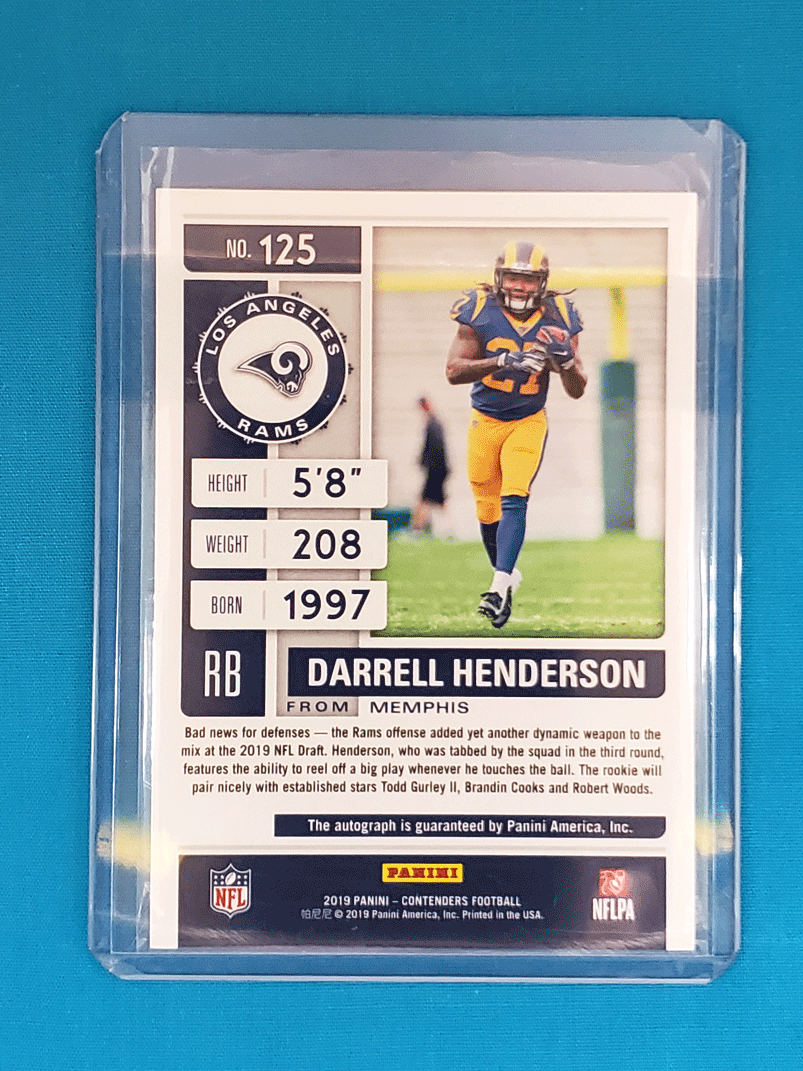 NO. 125
LOS ANGELES
RAMS
27
HEIGHT 5'8"
WEIGHT 208
BORN 1997
RB
DARRELL HENDERSON
FROM MEMPHIS
Bad news for defenses — the Rams offense added yet another dynamic weapon to the
mix at the 2019 NFL Draft. Henderson, who was tabbed by the squad in the third round,
features the ability to reel off a big play whenever he touches the ball. The rookie will
pair nicely with established stars Todd Gurley II, Brandin Cooks and Robert Woods.
The autograph is guaranteed by Panini America, Inc.
PANINI
NFL
2019 PANINI – CONTENDERS FOOTBALL
帕尼尼 © 2019 Panini America, Inc. Printed in the USA.
NFLPA